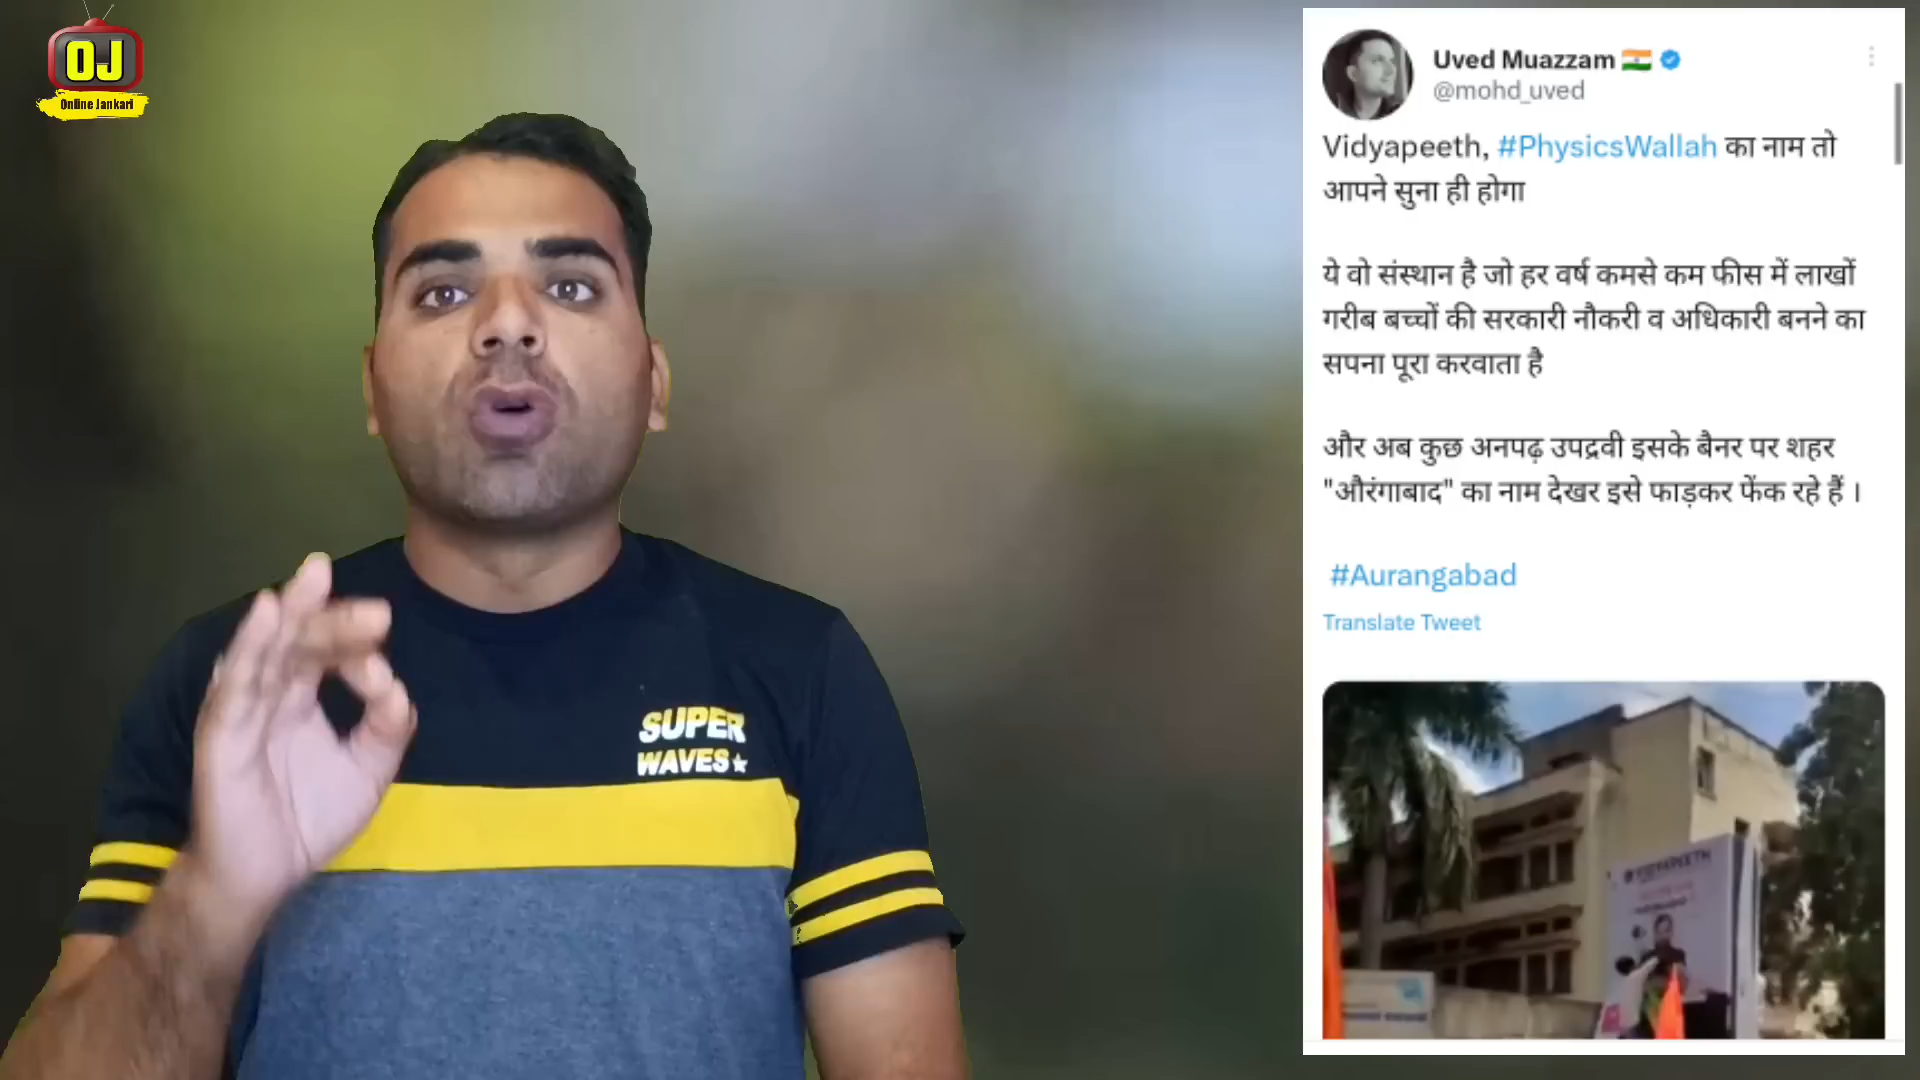 OJ
Online Jankari
Uved Muazzam
@mohd_uved
Vidyapeeth, #PhysicsWallah का नाम तो
आपने सुना ही होगा
ये वो संस्थान है जो हर वर्ष कमसे कम फीस में लाखों
गरीब बच्चों की सरकारी नौकरी व अधिकारी बनने का
सपना पूरा करवाता है
और अब कुछ अनपढ़ उपद्रवी इसके बैनर पर शहर
"औरंगाबाद" का नाम देखर इसे फाड़कर फेंक रहे हैं ।
#Aurangabad
Translate Tweet
VIDYAPEETH
SUPER
WAVES